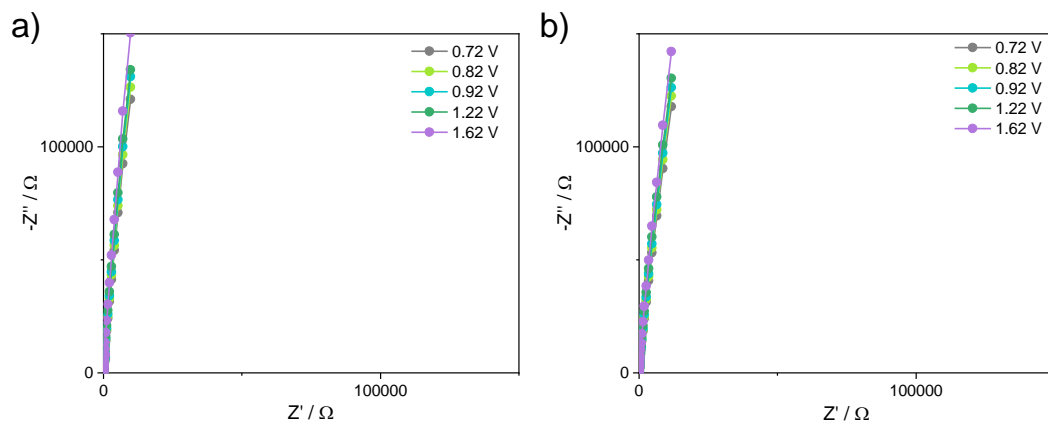 a)
0.72 V
0.82 V
0.92 V
1.22 V
1.62 V
100000
0
-Z'' / Ω
0
100000
Z' / Ω
b)
0.72 V
0.82 V
0.92 V
1.22 V
1.62 V
100000
0
-Z'' / Ω
0
100000
Z' / Ω